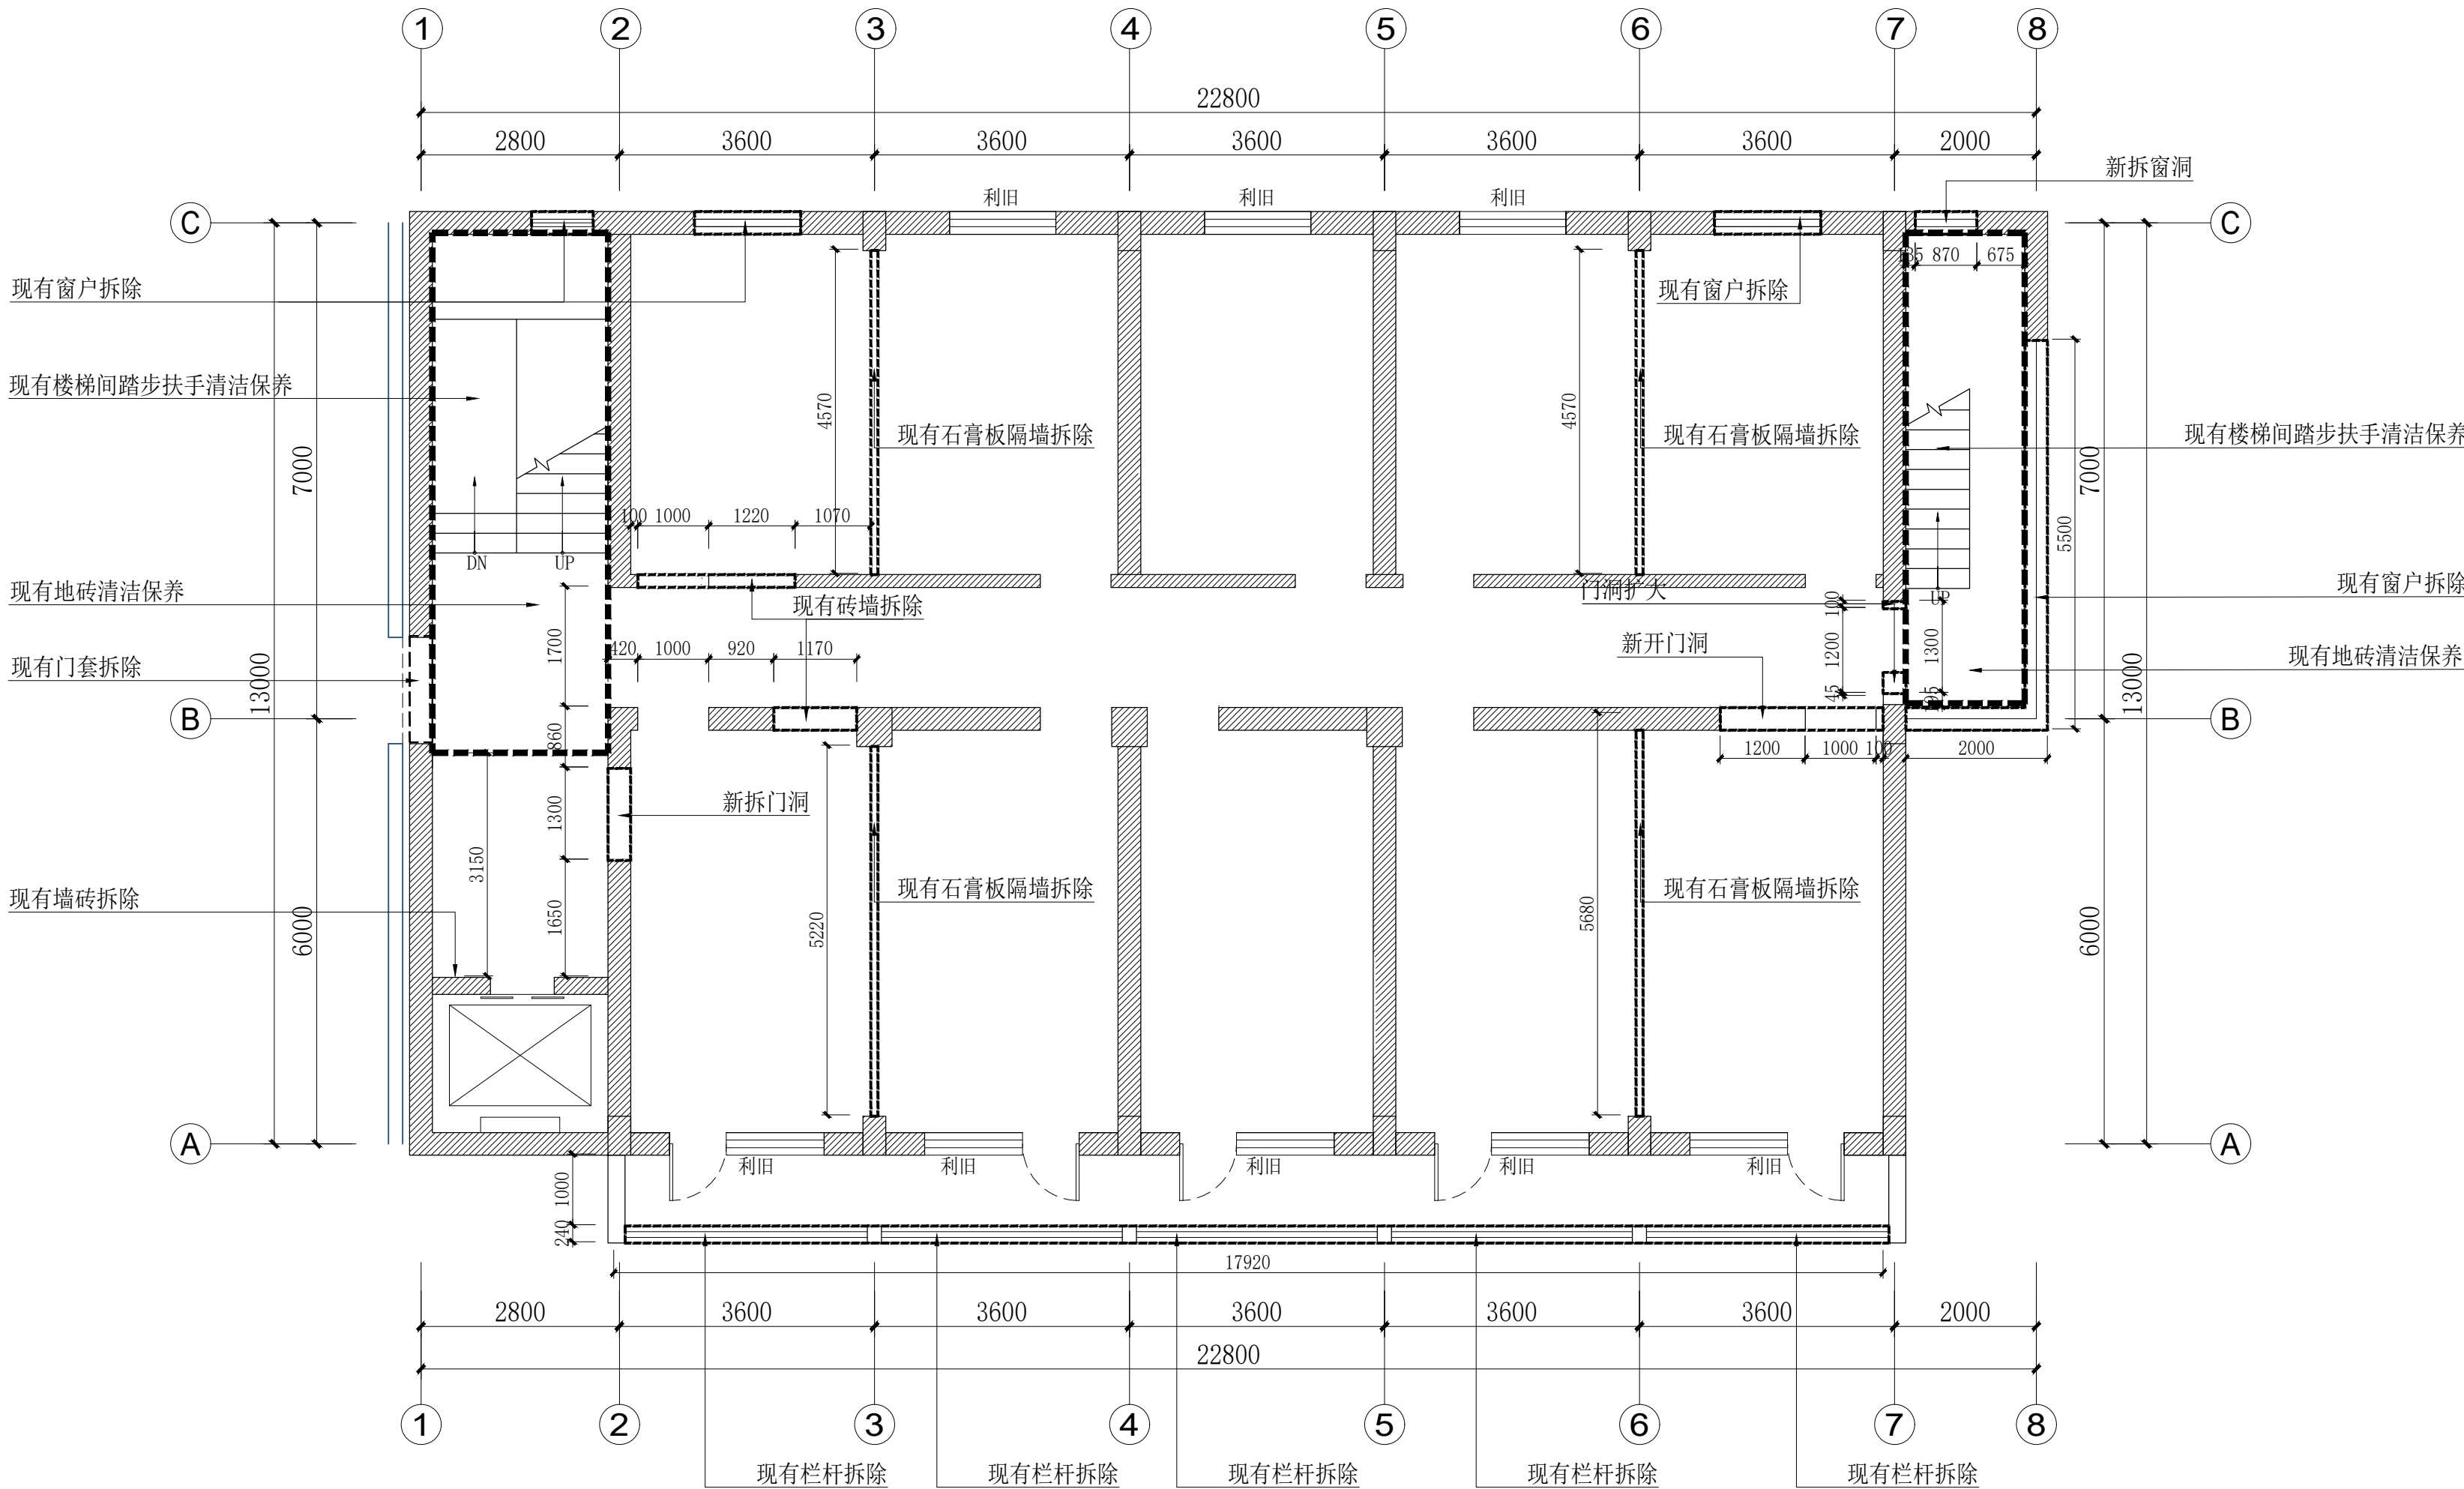 1 2 3 4 5 6 7 8
22800
2800 3600 3600 3600 3600 3600 2000
新拆窗洞
利旧 利旧 利旧
C C
870 675
现有窗户拆除
现有窗户拆除
现有楼梯间踏步扶手清洁保养
4570 4570
现有石膏板隔墙拆除
现有石膏板隔墙拆除
现有楼梯间踏步扶手清洁保养
7000 7000
100 1000 1220 1070
5500
DN UP
现有地砖清洁保养
现有砖墙拆除
门洞扩大
UP
现有窗户拆除
100
1700
1200 1300
420 1000 920 1170
新开门洞
现有门套拆除
现有地砖清洁保养
13000 13000
45 195
B B
860
1200 1000 100 2000
新拆门洞
1300
3150
现有墙砖拆除
现有石膏板隔墙拆除
现有石膏板隔墙拆除
1650
5220 5680
6000 6000
A A
利旧 利旧 利旧 利旧 利旧
1000
240
17920
2800 3600 3600 3600 3600 3600 2000
22800
1 2 3 4 5 6 7 8
现有栏杆拆除 现有栏杆拆除 现有栏杆拆除 现有栏杆拆除 现有栏杆拆除